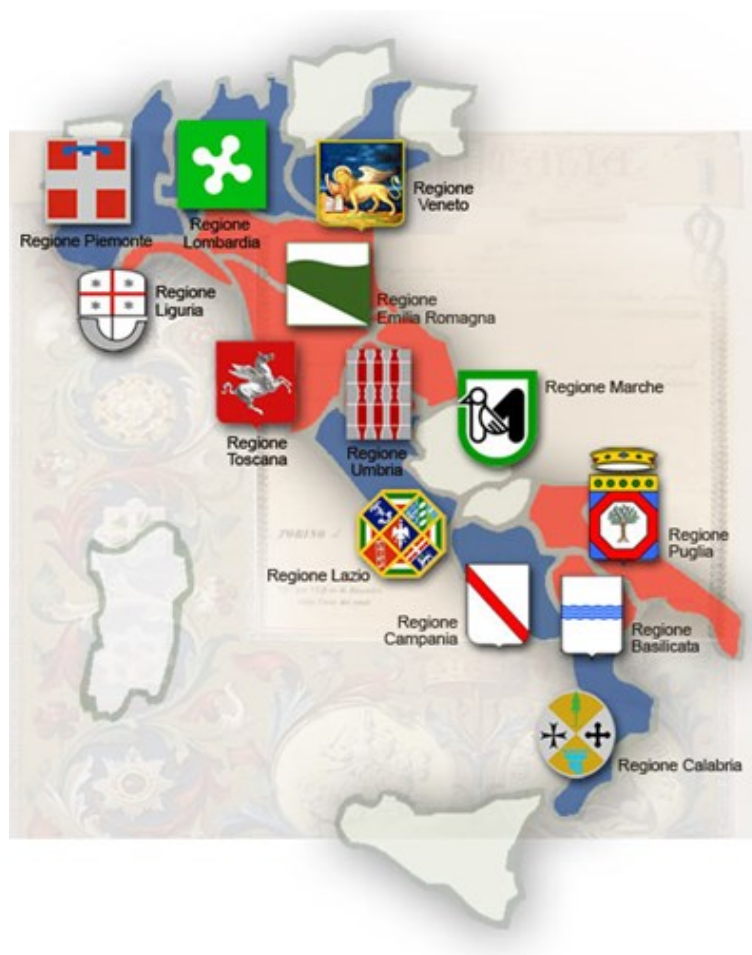 Regione
Veneto
Regione
Lombardia
Regione Piemonte
Regione
Liguria
Regione
Emilia Romagna
Regione Marche
Regione
Toscana
Regione
Umbria
Regione
Puglia
TORINO
Regione Lazio
Regione
Campania
Regione
Basilicata
Regione Calabria